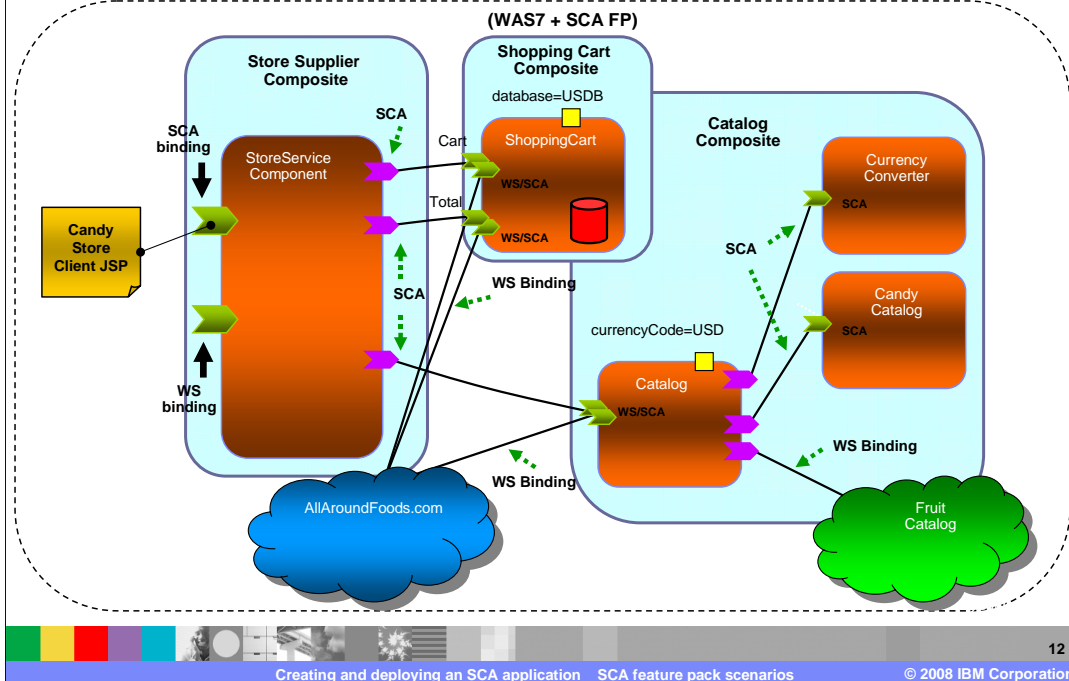 (WAS7 + SCA FP)
Store Supplier
Composite
Shopping Cart
Composite
database=USDB
SCA
SCA
binding
StoreService
Component
Cart
ShoppingCart
WS/SCA
Catalog
Composite
Currency
Converter
SCA
Total
WS/SCA
Candy
Store
Client JSP
SCA
WS Binding
SCA
Candy
Catalog
SCA
currencyCode=USD
WS
binding
Catalog
WS/SCA
WS Binding
WS Binding
AllAroundFoods.com
Fruit
Catalog
12
Creating and deploying an SCA application SCA feature pack scenarios
© 2008 IBM Corporation